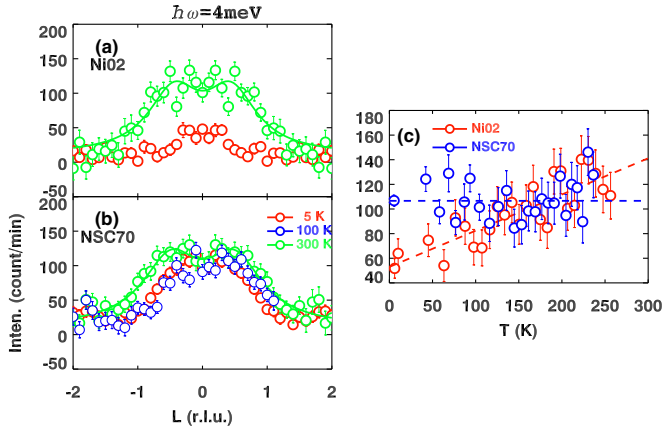 ħω=4meV
200
150
100
50
0
50
(a)
Ni02
200
150
100
50
0
-50
(b)
NSC70
5 K
100 K
300 K
Inten. (count/min)
-2 -1 0 1 2
L (r.l.u.)
180
160
140
120
100
80
60
40
(c)
Ni02
NSC70
0 50 100 150 200 250 300
T (K)